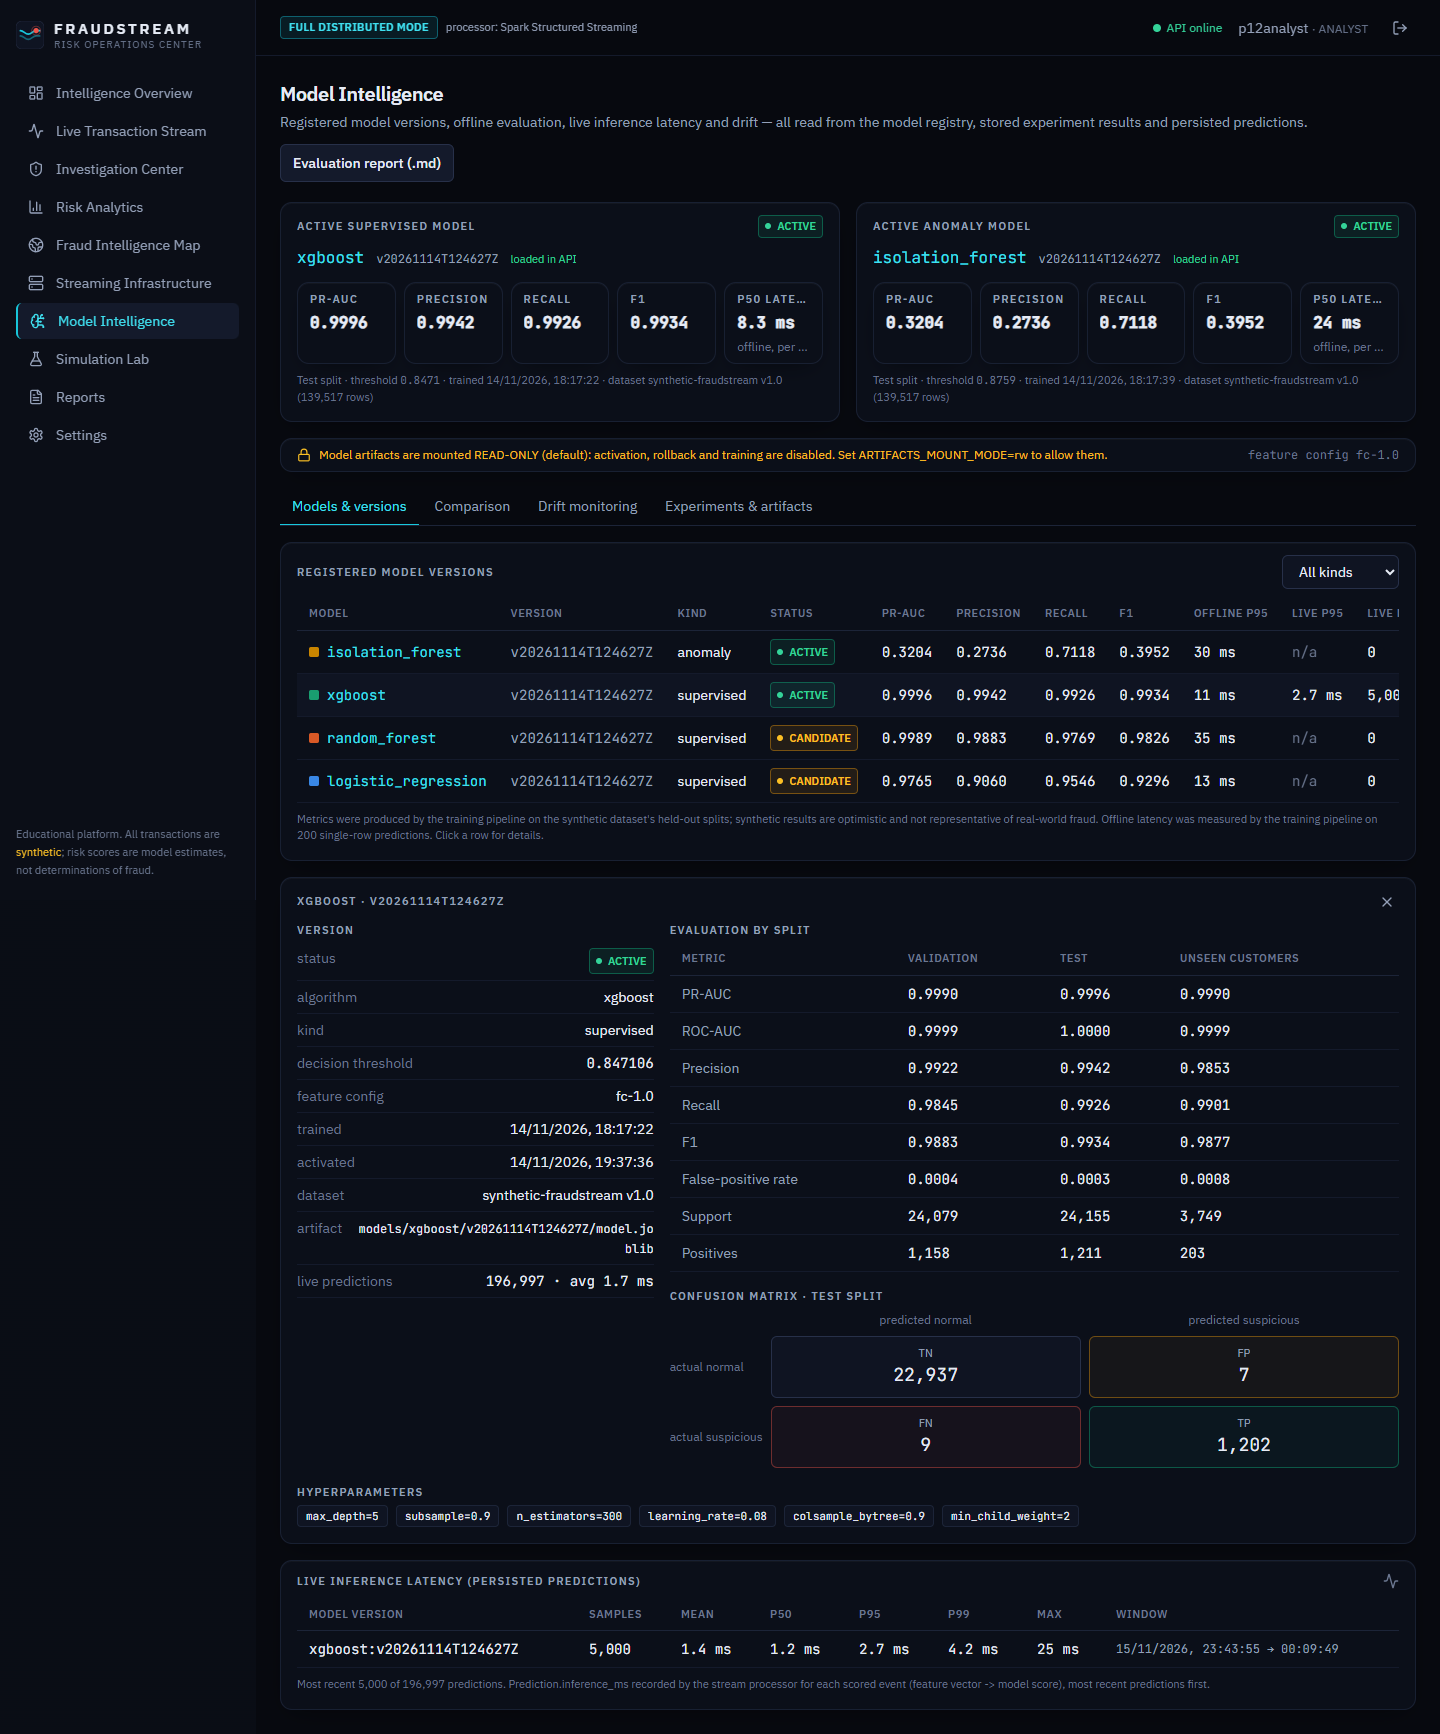 FRAUDSTREAM
RISK OPERATIONS CENTER
Intelligence Overview
Live Transaction Stream
Investigation Center
Risk Analytics
Fraud Intelligence Map
Streaming Infrastructure
Model Intelligence
Simulation Lab
Reports
Settings
Educational platform. All transactions are
synthetic; risk scores are model estimates,
not determinations of fraud.
FULL DISTRIBUTED MODE processor: Spark Structured Streaming
API online p12analyst · ANALYST
Model Intelligence
Registered model versions, offline evaluation, live inference latency and drift — all read from the model registry, stored experiment results and persisted predictions.
Evaluation report (.md)
ACTIVE SUPERVISED MODEL ACTIVE
xgboost v20261114T124627Z loaded in API
PR-AUC PRECISION RECALL F1 P50 LATE…
0.9996 0.9942 0.9926 0.9934 8.3 ms
offline, per …
Test split · threshold 0.8471 · trained 14/11/2026, 18:17:22 · dataset synthetic-fraudstream v1.0
(139,517 rows)
ACTIVE ANOMALY MODEL ACTIVE
isolation_forest v20261114T124627Z loaded in API
PR-AUC PRECISION RECALL F1 P50 LATE…
0.3204 0.2736 0.7118 0.3952 24 ms
offline, per …
Test split · threshold 0.8759 · trained 14/11/2026, 18:17:39 · dataset synthetic-fraudstream v1.0
(139,517 rows)
Model artifacts are mounted READ-ONLY (default): activation, rollback and training are disabled. Set ARTIFACTS_MOUNT_MODE=rw to allow them. feature config fc-1.0
Models & versions Comparison Drift monitoring Experiments & artifacts
REGISTERED MODEL VERSIONS All kinds
MODEL VERSION KIND STATUS PR-AUC PRECISION RECALL F1 OFFLINE P95 LIVE P95 LIVE
isolation_forest v20261114T124627Z anomaly ACTIVE 0.3204 0.2736 0.7118 0.3952 30 ms n/a 0
xgboost v20261114T124627Z supervised ACTIVE 0.9996 0.9942 0.9926 0.9934 11 ms 2.7 ms 5,00
random_forest v20261114T124627Z supervised CANDIDATE 0.9989 0.9883 0.9769 0.9826 35 ms n/a 0
logistic_regression v20261114T124627Z supervised CANDIDATE 0.9765 0.9060 0.9546 0.9296 13 ms n/a 0
Metrics were produced by the training pipeline on the synthetic dataset's held-out splits; synthetic results are optimistic and not representative of real-world fraud. Offline latency was measured by the training pipeline on
200 single-row predictions. Click a row for details.
XGBOOST · V20261114T124627Z
VERSION
status ACTIVE
algorithm xgboost
kind supervised
decision threshold 0.847106
feature config fc-1.0
trained 14/11/2026, 18:17:22
activated 14/11/2026, 19:37:36
dataset synthetic-fraudstream v1.0
artifact models/xgboost/v20261114T124627Z/model.jo
blib
live predictions 196,997 · avg 1.7 ms
EVALUATION BY SPLIT
METRIC VALIDATION TEST UNSEEN CUSTOMERS
PR-AUC 0.9990 0.9996 0.9990
ROC-AUC 0.9999 1.0000 0.9999
Precision 0.9922 0.9942 0.9853
Recall 0.9845 0.9926 0.9901
F1 0.9883 0.9934 0.9877
False-positive rate 0.0004 0.0003 0.0008
Support 24,079 24,155 3,749
Positives 1,158 1,211 203
CONFUSION MATRIX · TEST SPLIT
predicted normal predicted suspicious
actual normal
TN
22,937
FP
7
actual suspicious
FN
9
TP
1,202
HYPERPARAMETERS
max_depth=5 subsample=0.9 n_estimators=300 learning_rate=0.08 colsample_bytree=0.9 min_child_weight=2
LIVE INFERENCE LATENCY (PERSISTED PREDICTIONS)
MODEL VERSION SAMPLES MEAN P50 P95 P99 MAX WINDOW
xgboost:v20261114T124627Z 5,000 1.4 ms 1.2 ms 2.7 ms 4.2 ms 25 ms 15/11/2026, 23:43:55 → 00:09:49
Most recent 5,000 of 196,997 predictions. Prediction.inference_ms recorded by the stream processor for each scored event (feature vector -> model score), most recent predictions first.